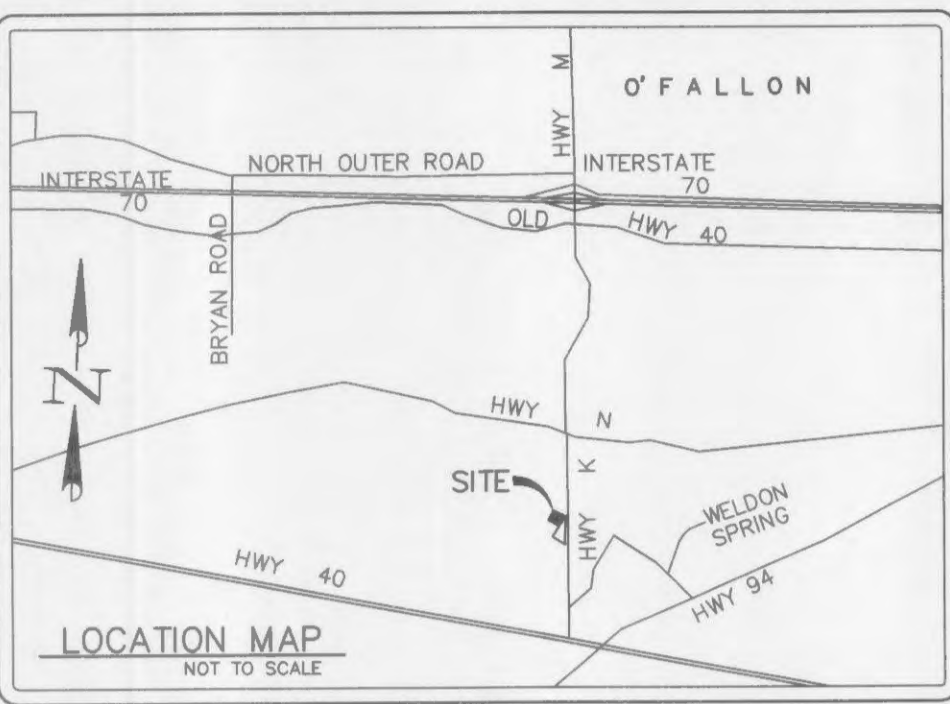 HWY M
O'FALLON
NORTH OUTER ROAD
INTERSTATE
70
INTERSTATE
70
OLD HWY 40
BRYAN ROAD
N
HWY N
SITE
HWY K
WELDON
SPRING
HWY 40
HWY 94
LOCATION MAP
NOT TO SCALE